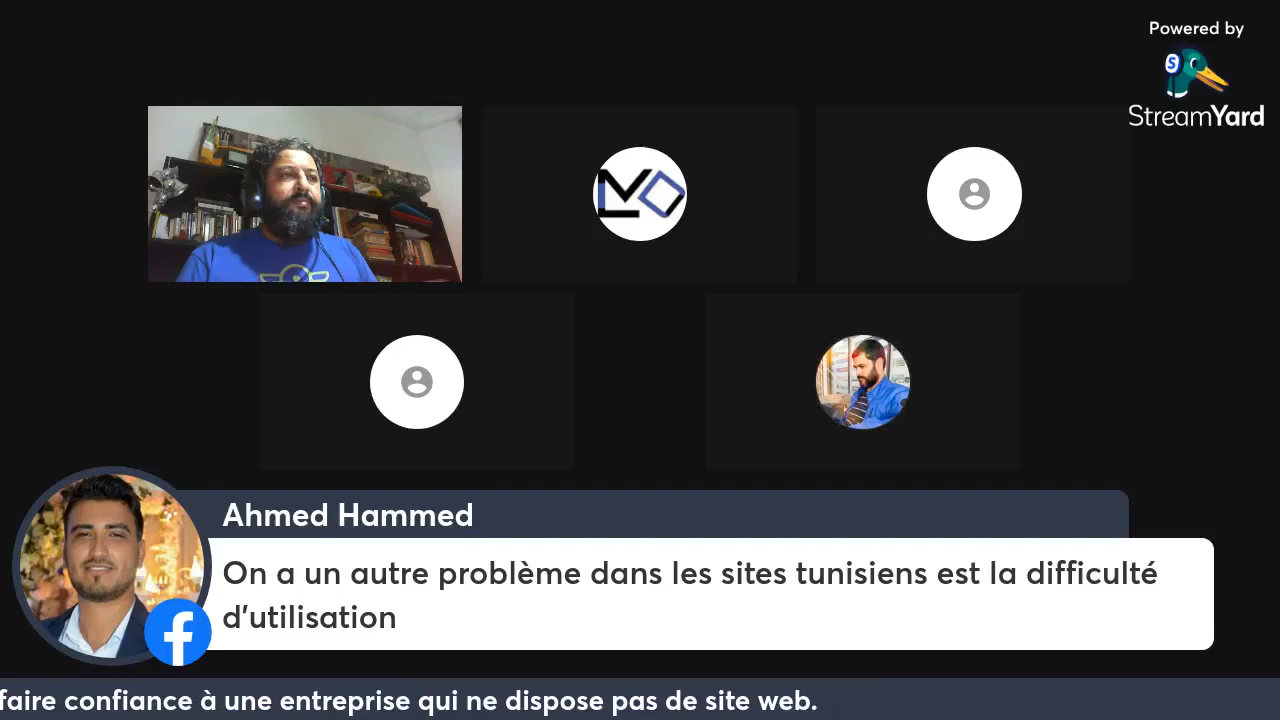 Powered by
S
StreamYard
Ahmed Hammed
On a un autre problème dans les sites tunisiens est la difficulté
d'utilisation
faire confiance à une entreprise qui ne dispose pas de site web.